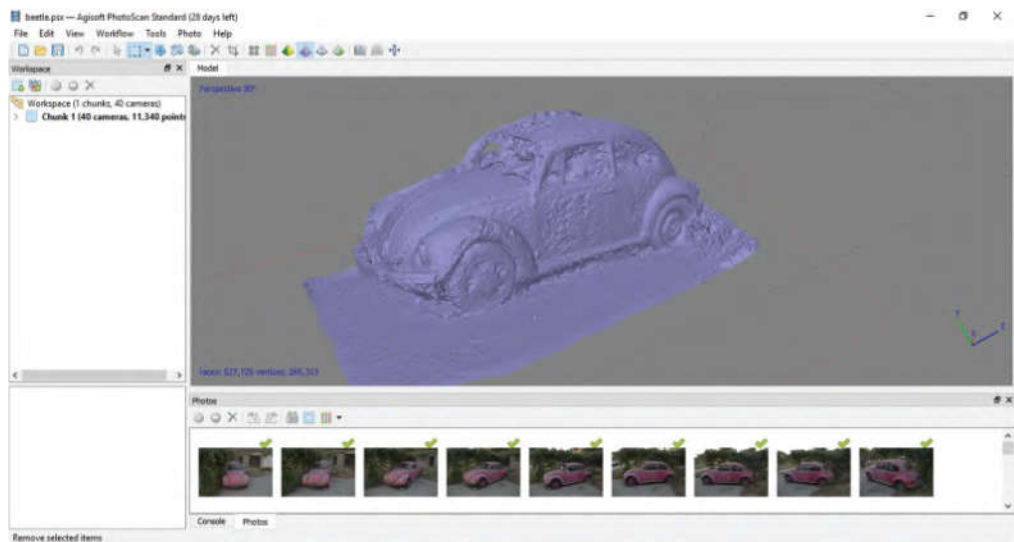 beetle.psx — Agisoft PhotoScan Standard (28 days left)
File Edit View Workflow Tools Photo Help
Workspace
Model
Perspective 30°
Workspace (1 chunks, 40 cameras)
Chunk 1 (40 cameras, 11,340 points
Photos
Console Photos
Remove selected items